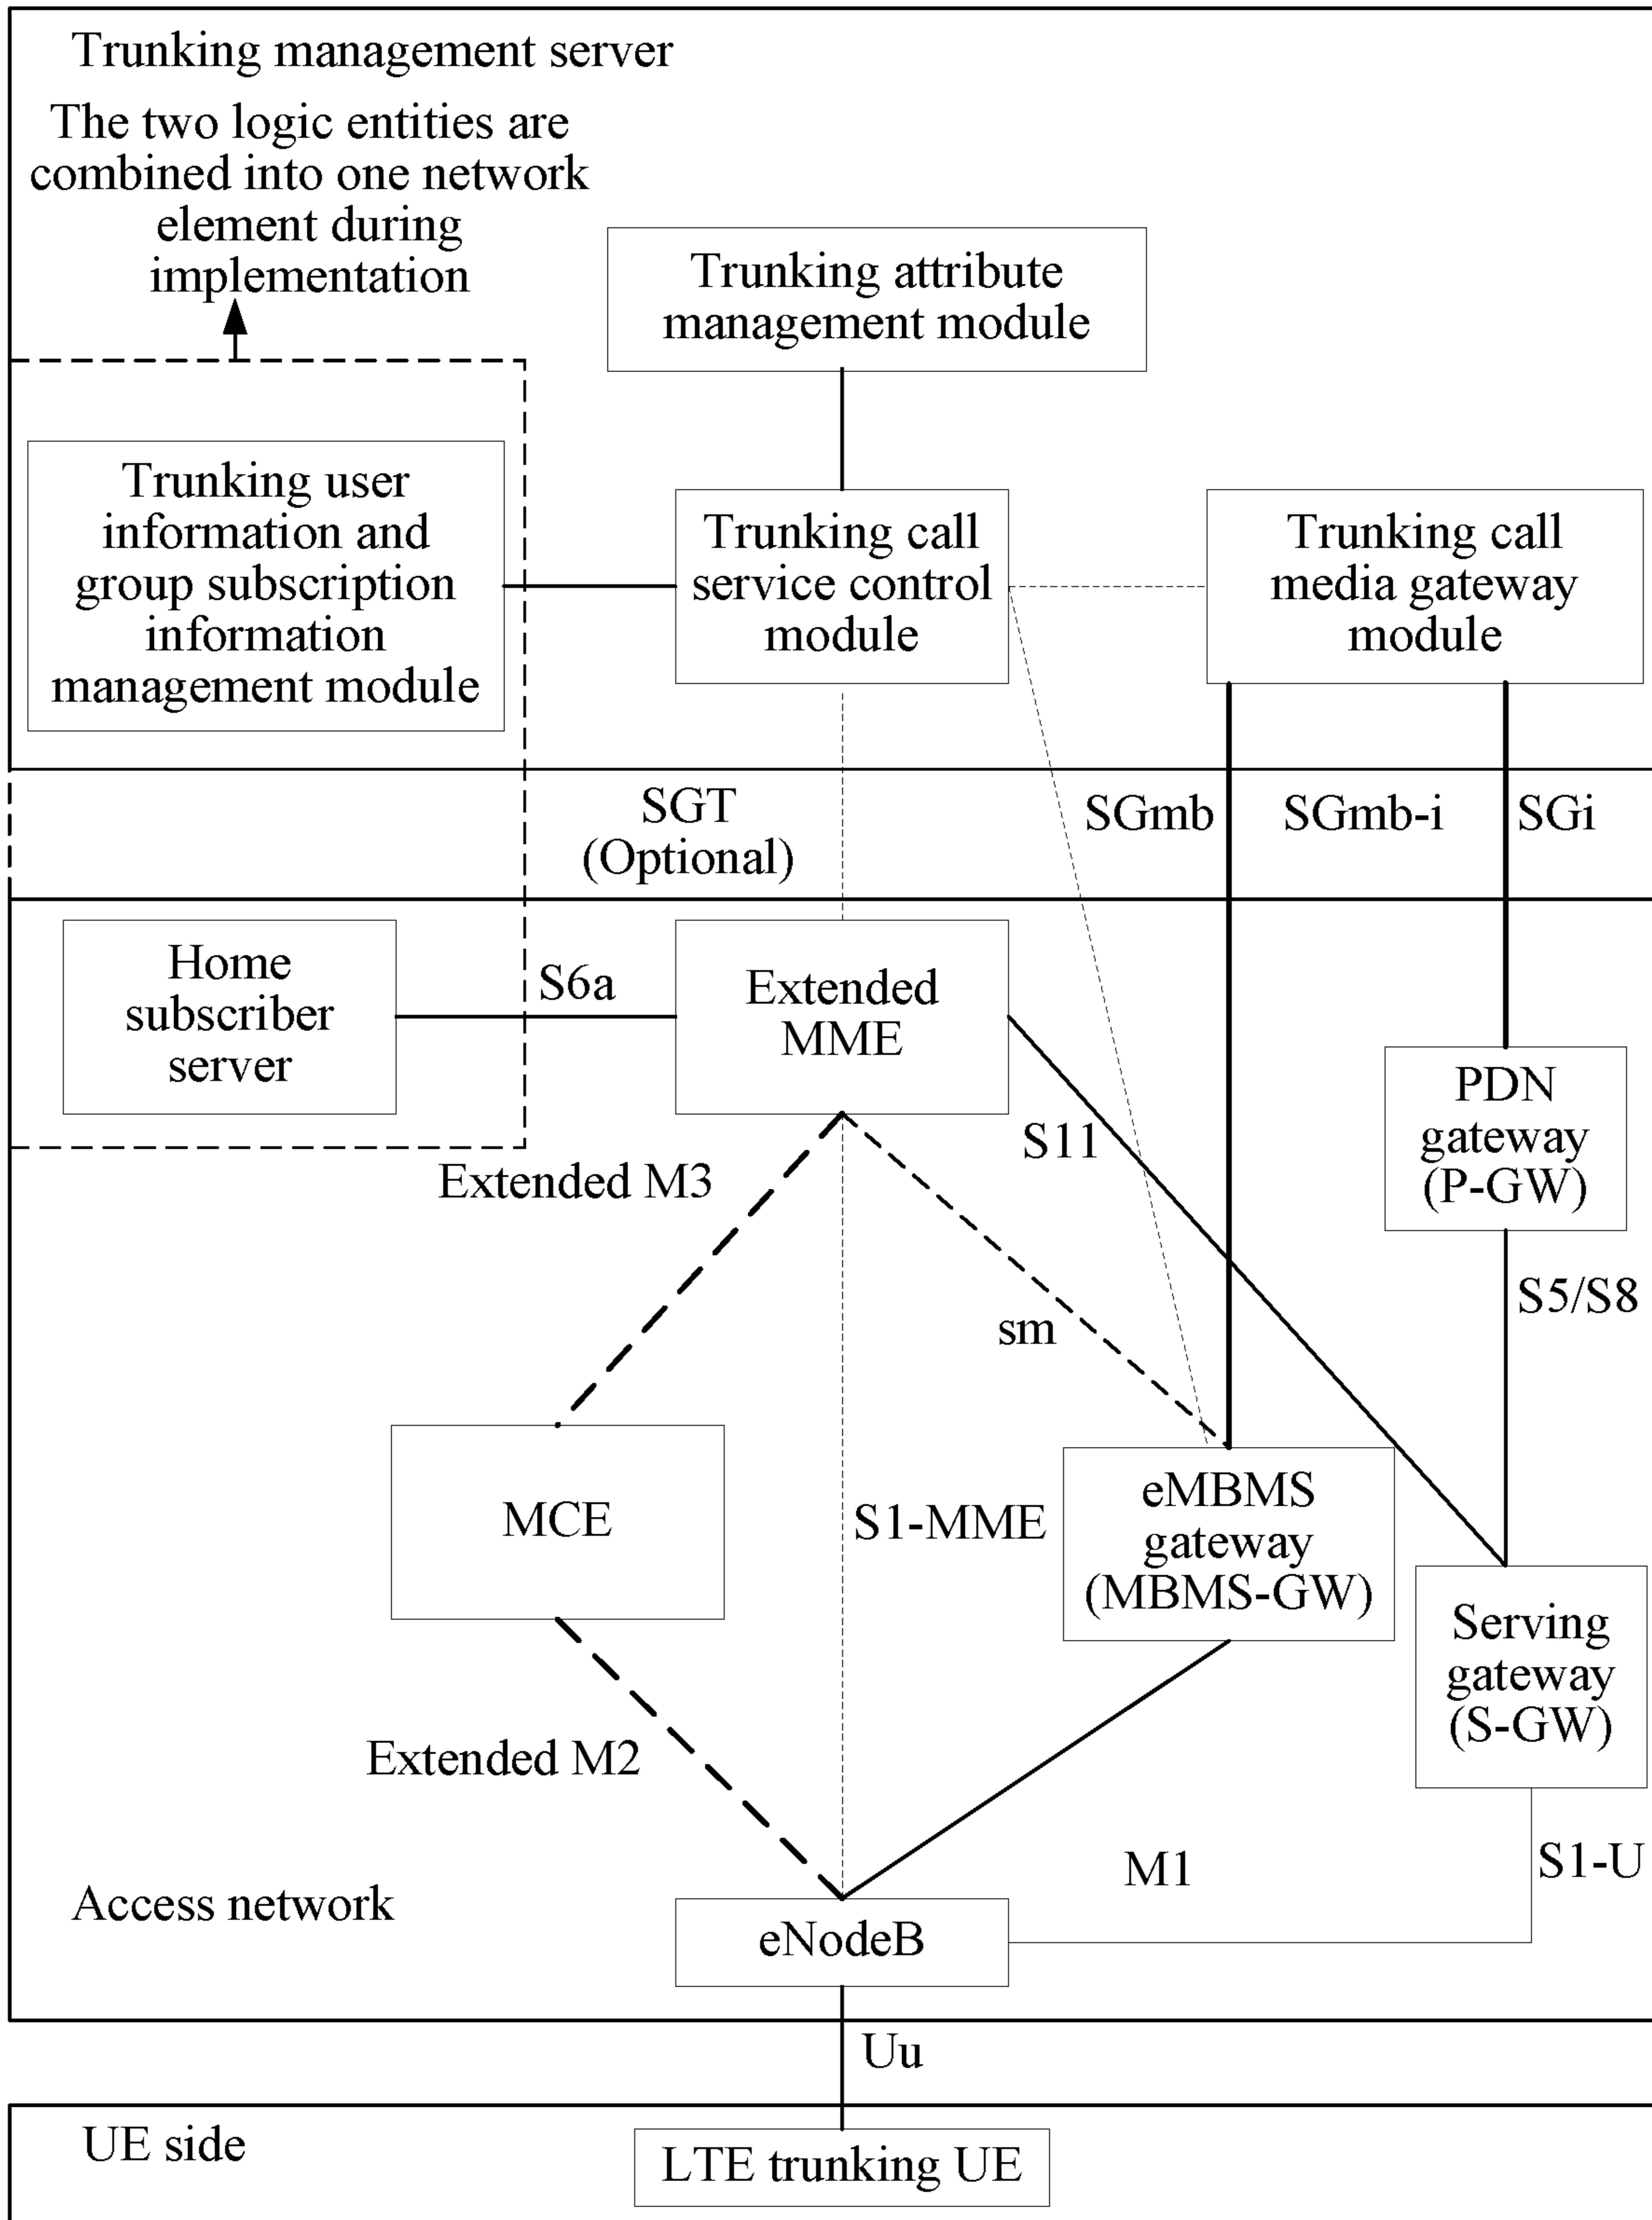 Trunking management server
The two logic entities are
combined into one network
element during
implementation
Trunking attribute
management module
Trunking user
information and
group subscription
information
management module
Trunking call
service control
module
Trunking call
media gateway
module
SGT
(Optional)
SGmb
SGmb-i
SGi
Home
subscriber
server
S6a
Extended
MME
PDN
gateway
(P-GW)
S11
Extended M3
S5/S8
sm
MCE
S1-MME
eMBMS
gateway
(MBMS-GW)
Serving
gateway
(S-GW)
Extended M2
M1
S1-U
Access network
eNodeB
Uu
UE side
LTE trunking UE